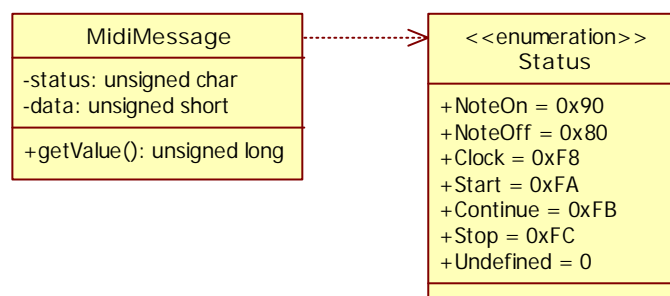 MidiMessage
-status: unsigned char
-data: unsigned short
+getValue(): unsigned long
<<enumeration>>
Status
+NoteOn = 0x90
+NoteOff = 0x80
+Clock = 0xF8
+Start = 0xFA
+Continue = 0xFB
+Stop = 0xFC
+Undefined = 0